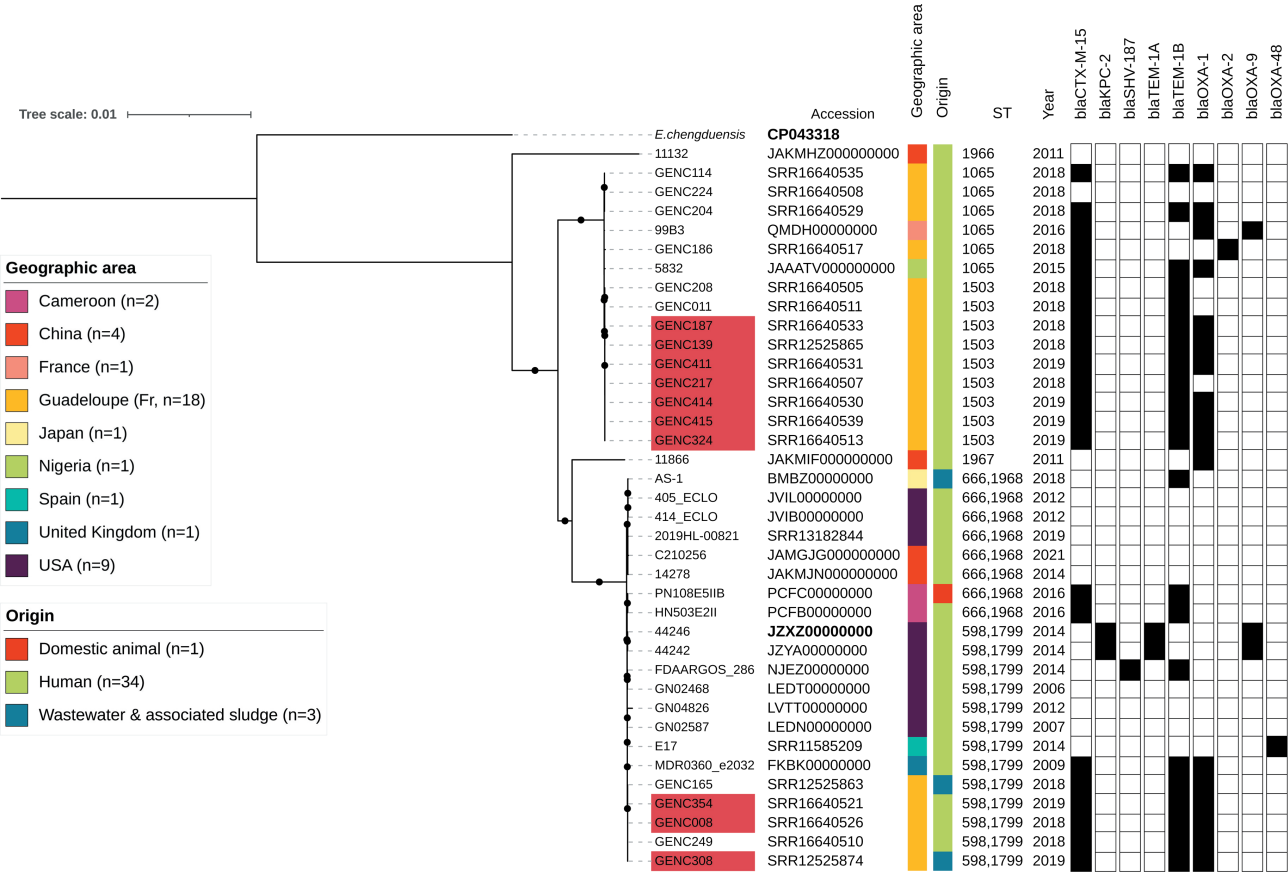 blaCTX-M-15
blaKPC-2
blaSHV-187
blaTEM-1A
blaTEM-1B
blaOXA-1
blaOXA-2
blaOXA-9
blaOXA-48
Geographic area
Origin
Tree scale: 0.01
Accession
ST
Year
E.chengduensis CP043318
11132 JAKMHZ000000000 1966 2011
GENC114 SRR16640535 1065 2018
GENC224 SRR16640508 1065 2018
GENC204 SRR16640529 1065 2018
99B3 QMDH00000000 1065 2016
GENC186 SRR16640517 1065 2018
5832 JAAATV000000000 1065 2015
GENC208 SRR16640505 1503 2018
GENC011 SRR16640511 1503 2018
GENC187 SRR16640533 1503 2018
GENC139 SRR12525865 1503 2018
GENC411 SRR16640531 1503 2019
GENC217 SRR16640507 1503 2018
GENC414 SRR16640530 1503 2019
GENC415 SRR16640539 1503 2019
GENC324 SRR16640513 1503 2019
11866 JAKMIF000000000 1967 2011
AS-1 BMBZ00000000 666,1968 2018
405_ECLO JVIL00000000 666,1968 2012
414_ECLO JVIB00000000 666,1968 2012
2019HL-00821 SRR13182844 666,1968 2019
C210256 JAMGJG000000000 666,1968 2021
14278 JAKMJN000000000 666,1968 2014
PN108E5IIB PCFC00000000 666,1968 2016
HN503E2II PCFB00000000 666,1968 2016
44246 JZXZ00000000 598,1799 2014
44242 JZYA00000000 598,1799 2014
FDAARGOS_286 NJEZ00000000 598,1799 2014
GN02468 LEDT00000000 598,1799 2006
GN04826 LVTT00000000 598,1799 2012
GN02587 LEDN00000000 598,1799 2007
E17 SRR11585209 598,1799 2014
MDR0360_e2032 FKBK00000000 598,1799 2009
GENC165 SRR12525863 598,1799 2018
GENC354 SRR16640521 598,1799 2019
GENC008 SRR16640526 598,1799 2018
GENC249 SRR16640510 598,1799 2018
GENC308 SRR12525874 598,1799 2019
Geographic area
Cameroon (n=2)
China (n=4)
France (n=1)
Guadeloupe (Fr, n=18)
Japan (n=1)
Nigeria (n=1)
Spain (n=1)
United Kingdom (n=1)
USA (n=9)
Origin
Domestic animal (n=1)
Human (n=34)
Wastewater & associated sludge (n=3)